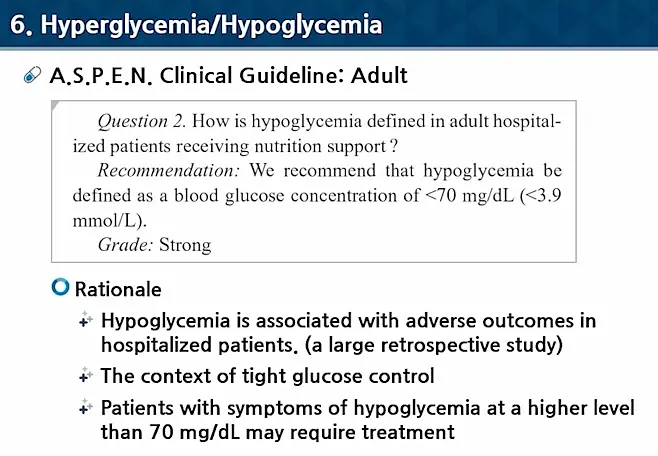 6. Hyperglycemia/Hypoglycemia
A.S.P.E.N. Clinical Guideline: Adult
Question 2. How is hypoglycemia defined in adult hospital-
ized patients receiving nutrition support?
Recommendation: We recommend that hypoglycemia be
defined as a blood glucose concentration of <70 mg/dL (<3.9
mmol/L).
Grade: Strong
Rationale
Hypoglycemia is associated with adverse outcomes in
hospitalized patients. (a large retrospective study)
The context of tight glucose control
Patients with symptoms of hypoglycemia at a higher level
than 70 mg/dL may require treatment